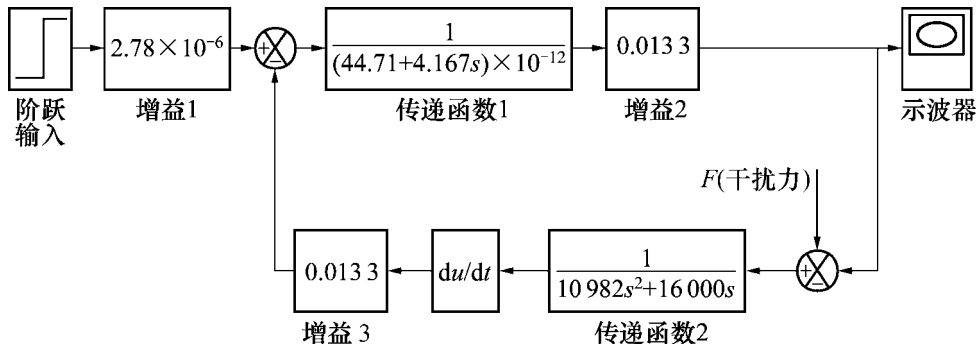 2.78×10⁻⁶
+
−
1
(44.71+4.167s)×10⁻¹²
0.013 3
阶跃
输入
增益1
传递函数1
增益2
示波器
F(干扰力)
0.013 3
du/dt
1
10 982s²+16 000s
+
−
增益 3
传递函数2